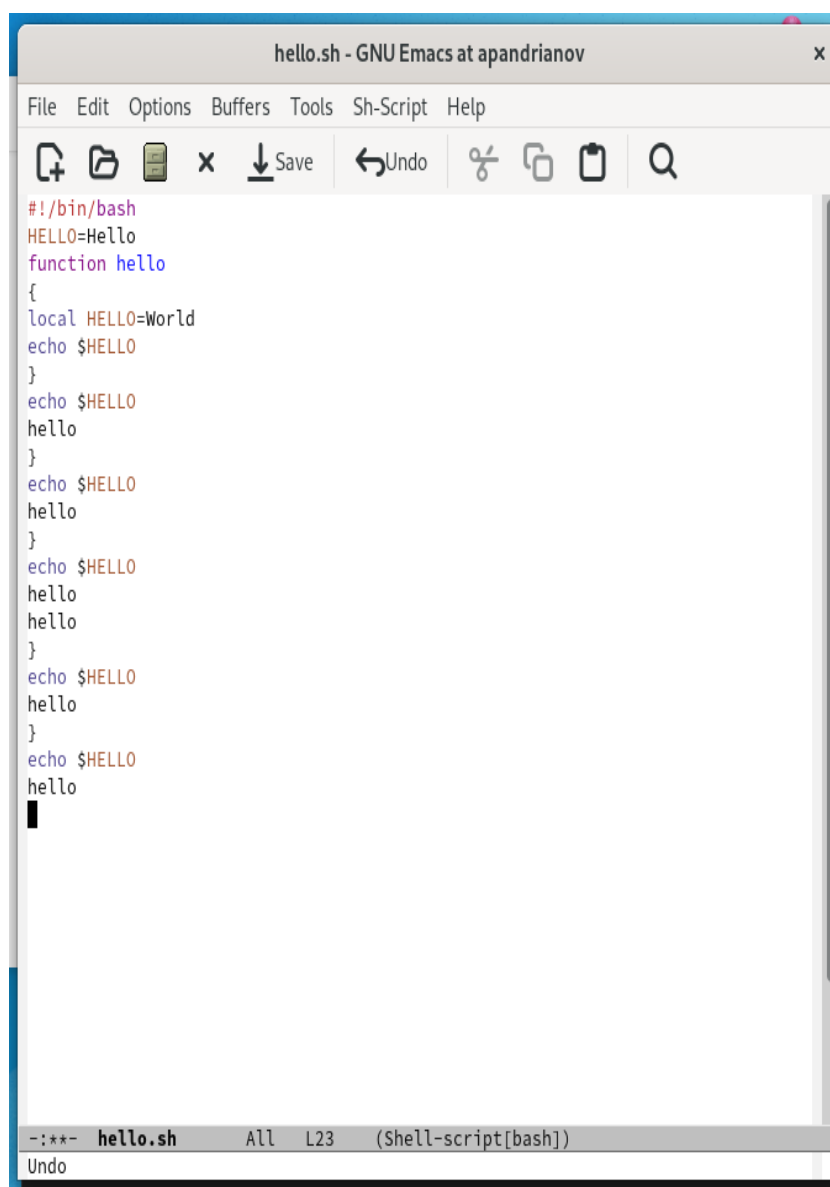 hello.sh - GNU Emacs at apandrianov
File Edit Options Buffers Tools Sh-Script Help
Save Undo
#!/bin/bash
HELLO=Hello
function hello
{
local HELLO=World
echo $HELLO
}
echo $HELLO
hello
}
echo $HELLO
hello
}
echo $HELLO
hello
hello
}
echo $HELLO
hello
}
echo $HELLO
hello
-:**- hello.sh All L23 (Shell-script[bash])
Undo